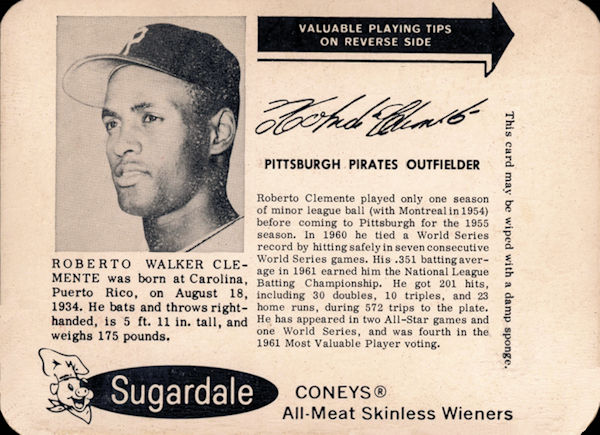 VALUABLE PLAYING TIPS
ON REVERSE SIDE
P
Roberto Clemente
PITTSBURGH PIRATES OUTFIELDER
Roberto Clemente played only one season
of minor league ball (with Montreal in 1954)
before coming to Pittsburgh for the 1955
season. In 1960 he tied a World Series
record by hitting safely in seven consecutive
World Series games. His .351 batting aver-
age in 1961 earned him the National League
Batting Championship. He got 201 hits,
including 30 doubles, 10 triples, and 23
home runs, during 572 trips to the plate.
He has appeared in two All-Star games and
one World Series, and was fourth in the
1961 Most Valuable Player voting.
This card may be wiped with a damp sponge.
ROBERTO WALKER CLE-
MENTE was born at Carolina,
Puerto Rico, on August 18,
1934. He bats and throws right-
handed, is 5 ft. 11 in. tall, and
weighs 175 pounds.
Sugardale
CONEYS®
All-Meat Skinless Wieners